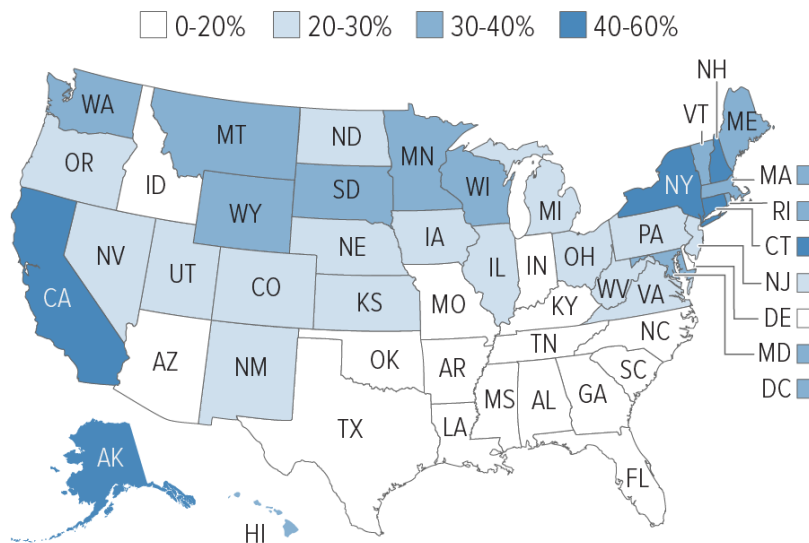 0-20% 20-30% 30-40% 40-60%
NH
WA
VT
ME
MT
ND
MN
OR
MA
ID
SD
WI
NY
RI
WY
MI
CT
IA
PA
NE
NV
IL
IN
OH
NJ
UT
CO
WV
VA
CA
KS
MO
KY
DE
NC
TN
MD
AZ
NM
OK
AR
SC
DC
MS
AL
GA
TX
LA
AK
FL
HI